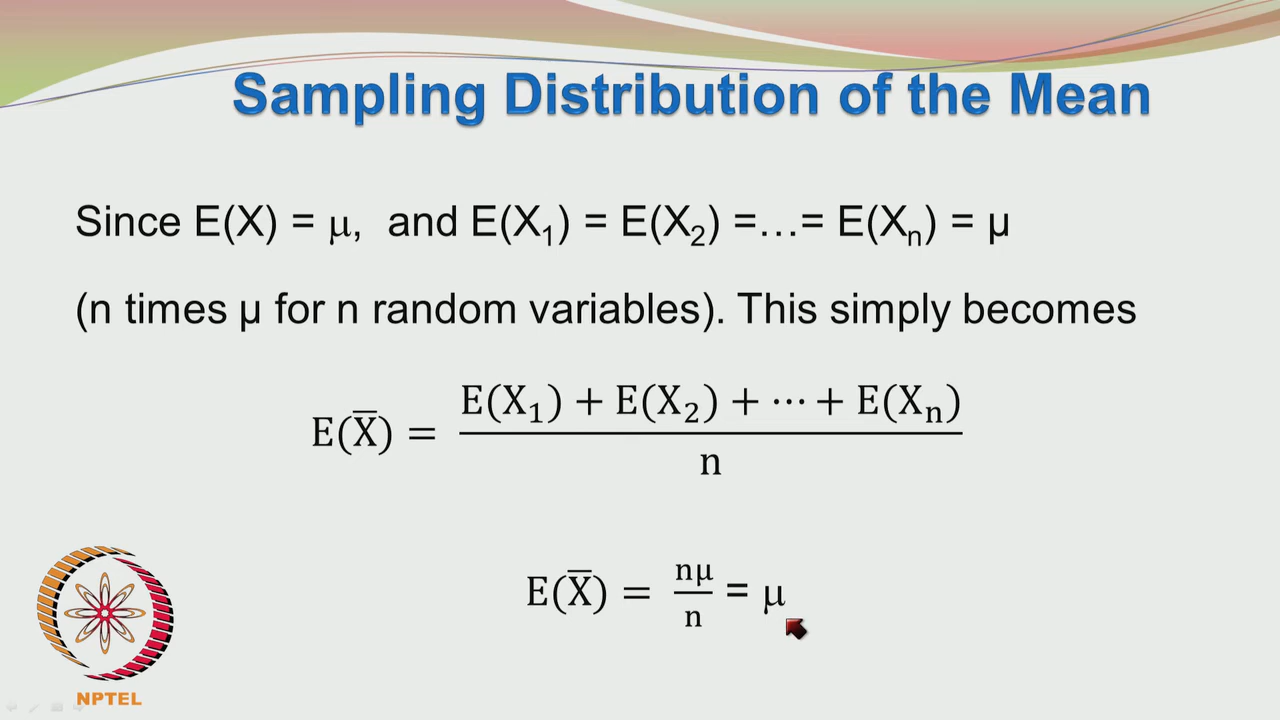 Sampling Distribution of the Mean
Since E(X) = μ, and E(X₁) = E(X₂) =…= E(Xₙ) = µ
(n times µ for n random variables). This simply becomes
E(X̅) = E(X₁) + E(X₂) + ⋯ + E(Xₙ) / n
E(X̅) = nµ / n = μ
NPTEL